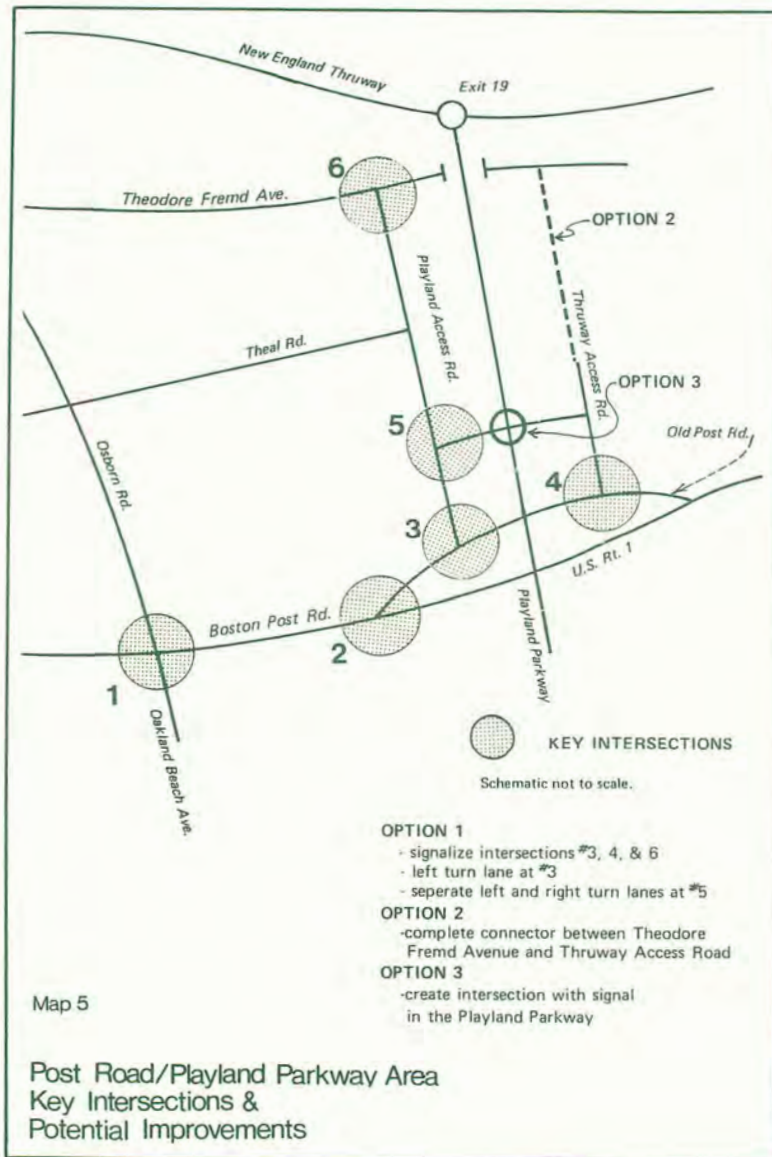 New England Thruway
Exit 19
6
Theodore Fremd Ave.
OPTION 2
Playland Access Rd.
Thruway Access Rd.
Theal Rd.
OPTION 3
5
Old Post Rd.
Osborn Rd.
4
3
U.S. Rt. 1
Boston Post Rd.
2
Playland Parkway
1
Oakland Beach Ave.
KEY INTERSECTIONS
Schematic not to scale.
OPTION 1
- signalize intersections #3, 4, & 6
- left turn lane at #3
- seperate left and right turn lanes at #5
OPTION 2
-complete connector between Theodore
Fremd Avenue and Thruway Access Road
OPTION 3
-create intersection with signal
in the Playland Parkway
Map 5
Post Road/Playland Parkway Area
Key Intersections &
Potential Improvements